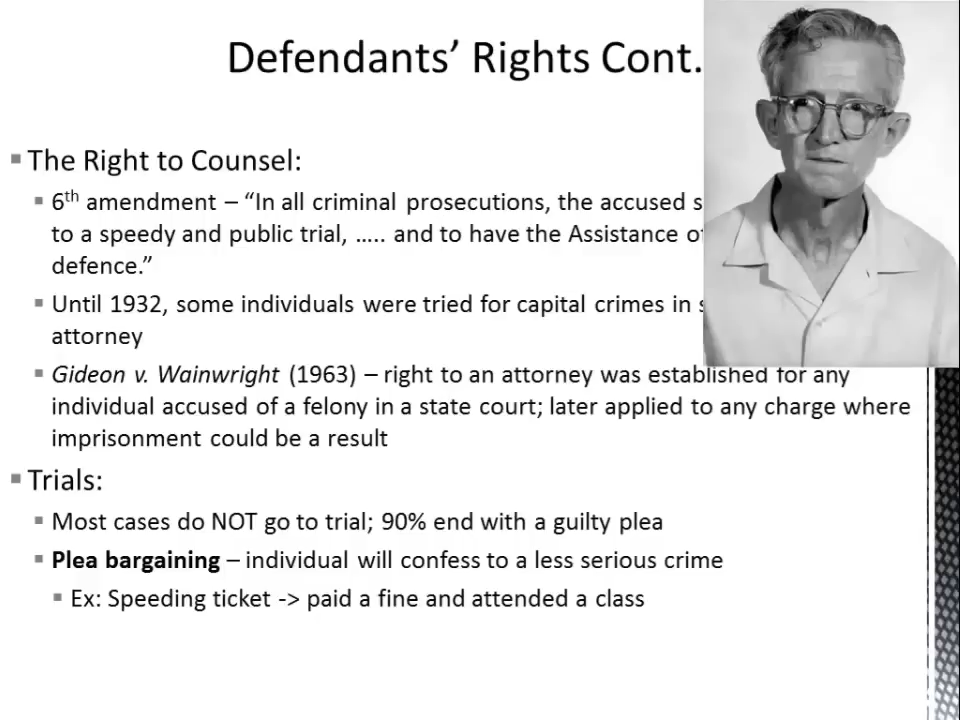 Defendants’ Rights Cont.
The Right to Counsel:
6th amendment – “In all criminal prosecutions, the accused
to a speedy and public trial, ….. and to have the Assistance
defence.”
Until 1932, some individuals were tried for capital crimes in
attorney
Gideon v. Wainwright (1963) – right to an attorney was established for any
individual accused of a felony in a state court; later applied to any charge where
imprisonment could be a result
Trials:
Most cases do NOT go to trial; 90% end with a guilty plea
Plea bargaining – individual will confess to a less serious crime
Ex: Speeding ticket -> paid a fine and attended a class